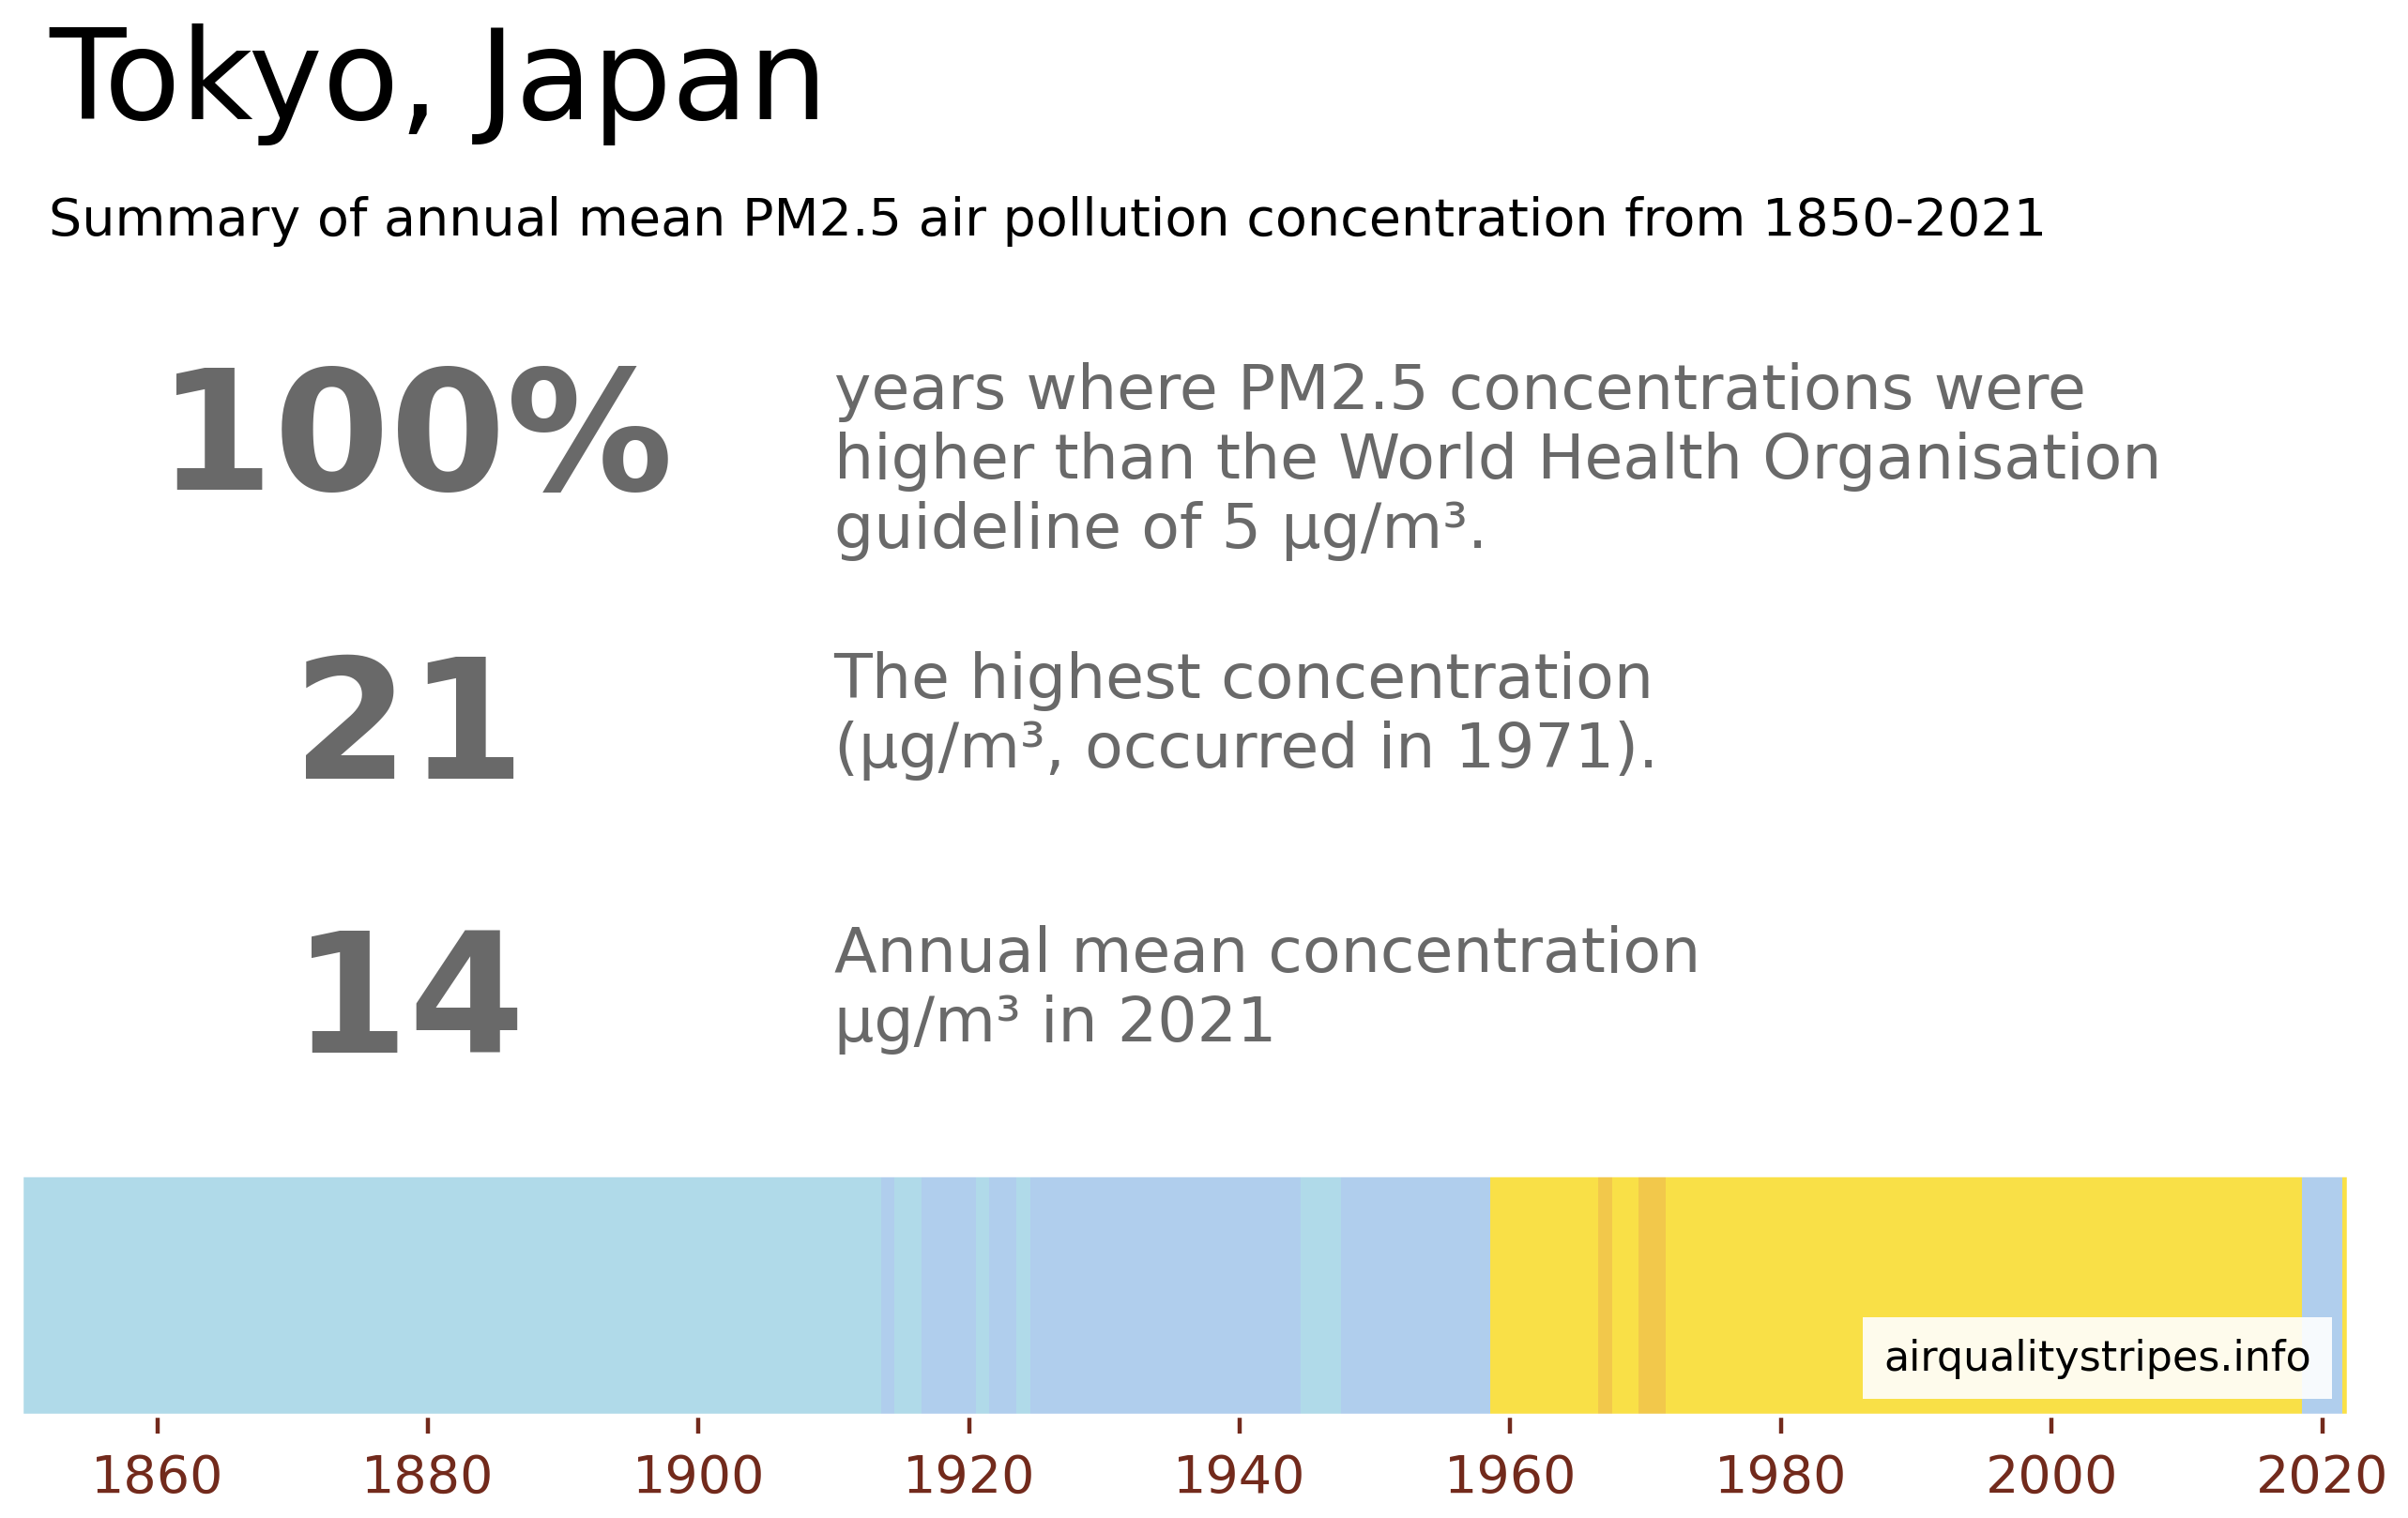 Tokyo, Japan
Summary of annual mean PM2.5 air pollution concentration from 1850-2021
100%
years where PM2.5 concentrations were
higher than the World Health Organisation
guideline of 5 μg/m³.
21
The highest concentration
(μg/m³, occurred in 1971).
14
Annual mean concentration
μg/m³ in 2021
airqualitystripes.info
1860 1880 1900 1920 1940 1960 1980 2000 2020